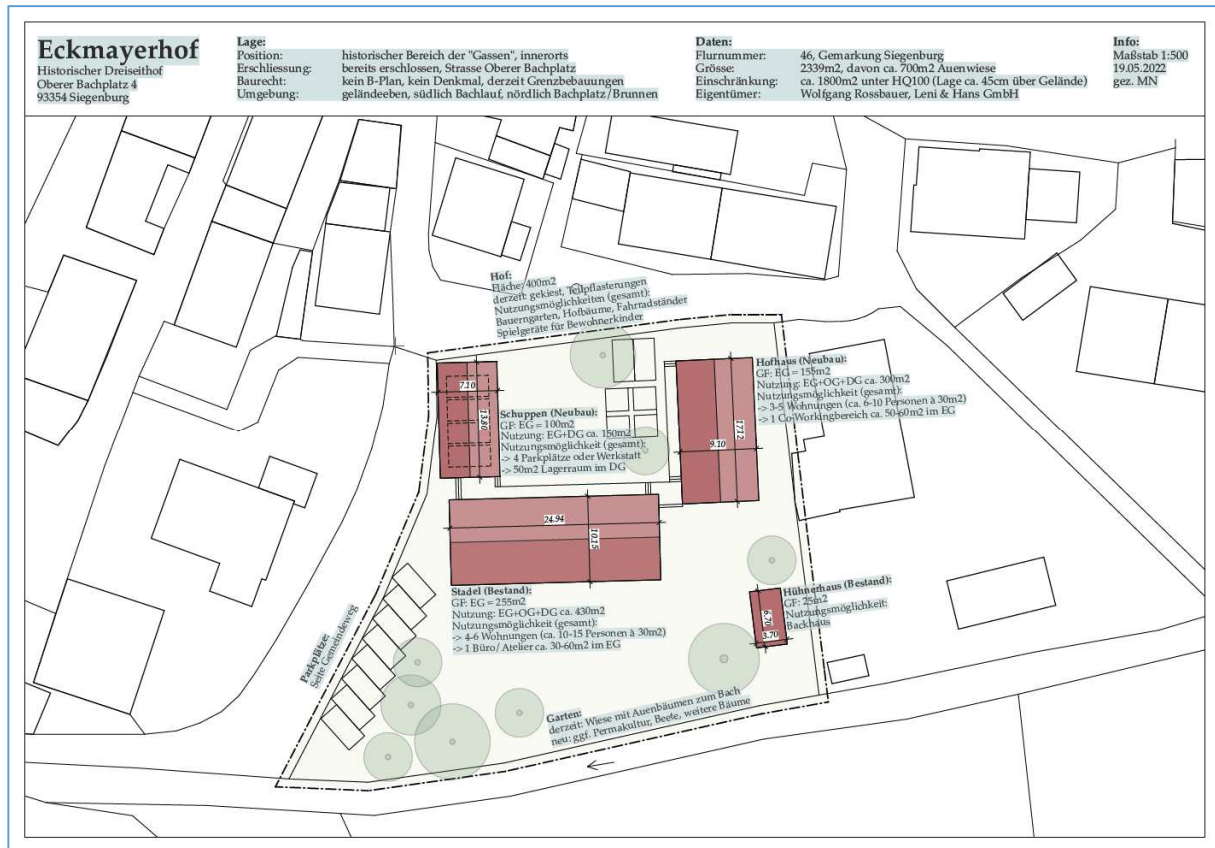 Eckmayerhof
Historischer Dreiseithof
Oberer Bachplatz 4
93354 Siegenburg
Lage:
Position: historischer Bereich der "Gassen", innerorts
Erschliessung: bereits erschlossen, Strasse Oberer Bachplatz
Baurecht: kein B-Plan, kein Denkmal, derzeit Grenzbebauungen
Umgebung: geländeeben, südlich Bachlauf, nördlich Bachplatz/Brunnen
Daten:
Flurnummer: 46, Gemarkung Siegenburg
Grösse: 2339m2, davon ca. 700m2 Auenwiese
Einschränkung: ca. 1800m2 unter HQ100 (Lage ca. 45cm über Gelände)
Eigentümer: Wolfgang Rossbauer, Leni & Hans GmbH
Info:
Maßstab 1:500
19.05.2022
gez. MN
Hof:
Fläche: 400m2
derzeit: gekiest, Teilpflasterungen
Nutzungsmöglichkeiten (gesamt):
Bauerngarten, Hofbäume, Fahrradständer
Spielgeräte für Bewohnerkinder
7.10
13.80
Schuppen (Neubau):
GF: EG = 100m2
Nutzung: EG+DG ca. 150m2
Nutzungsmöglichkeit (gesamt):
-> 4 Parkplätze oder Werkstatt
-> 50m2 Lagerraum im DG
Hofhaus (Neubau):
GF: EG = 155m2
Nutzung: EG+OG+DG ca. 300m2
Nutzungsmöglichkeit (gesamt):
-> 3-5 Wohnungen (ca. 6-10 Personen à 30m2)
-> 1 Co-Workingbereich ca. 50-60m2 im EG
17.12
9.10
24.94
10.15
Stadel (Bestand):
GF: EG = 255m2
Nutzung: EG+OG+DG ca. 430m2
Nutzungsmöglichkeit (gesamt):
-> 4-6 Wohnungen (ca. 10-15 Personen à 30m2)
-> 1 Büro/Atelier ca. 30-60m2 im EG
Hühnerhaus (Bestand):
GF: 25m2
Nutzungsmöglichkeit:
Backhaus
6.70
3.70
Parkplätze:
Seite Gemeindeweg
Garten:
derzeit: Wiese mit Auenbäumen zum Bach
neu: ggf. Permakultur, Beete, weitere Bäume